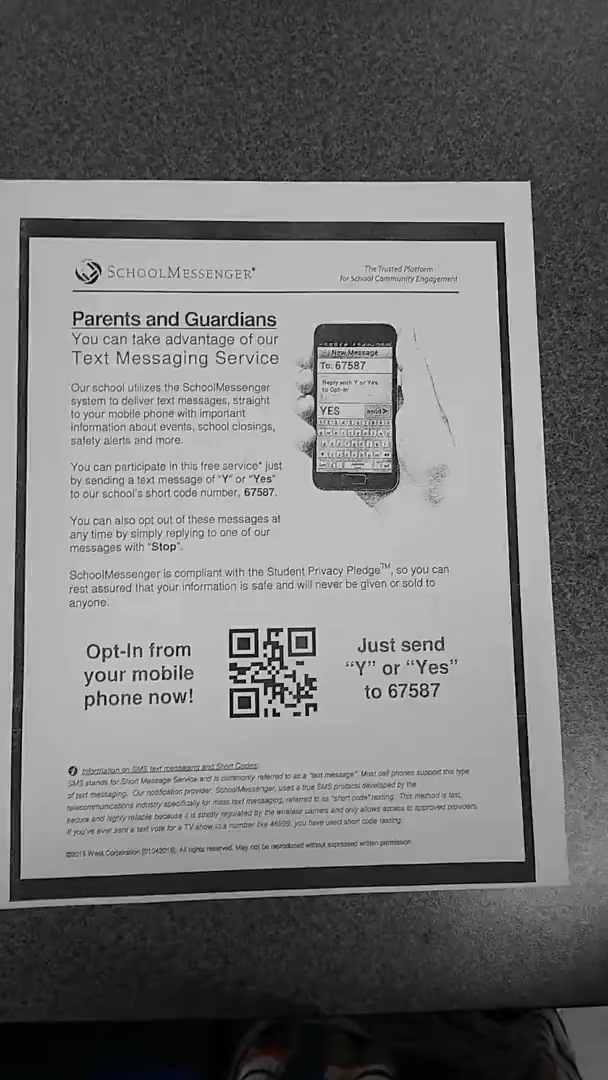 SCHOOLMESSENGER®
The Trusted Platform
for School Community Engagement
Parents and Guardians
You can take advantage of our
Text Messaging Service
Our school utilizes the SchoolMessenger
system to deliver text messages, straight
to your mobile phone with important
information about events, school closings,
safety alerts and more.
You can participate in this free service* just
by sending a text message of "Y" or "Yes"
to our school's short code number, 67587.
You can also opt out of these messages at
any time by simply replying to one of our
messages with "Stop".
New Message
To: 67587
Reply with Y or Yes
to Opt-In
YES
send
SchoolMessenger is compliant with the Student Privacy Pledge™, so you can
rest assured that your information is safe and will never be given or sold to
anyone.
Opt-In from
your mobile
phone now!
Just send
"Y" or "Yes"
to 67587
Information on SMS text messaging and Short Codes:
SMS stands for Short Message Service and is commonly referred to as a "text message". Most cell phones support this type
of text messaging. Our notification provider, SchoolMessenger, uses a true SMS protocol developed by the
telecommunications industry specifically for mass text messaging, referred to as "short code" texting. This method is fast,
secure and highly reliable because it is strictly regulated by the wireless carriers and only allows access to approved providers.
If you've ever sent a text vote for a TV show to a number like 46999, you have used short code texting.
West Corporation All rights reserved. May not be reproduced without expressed written permission.